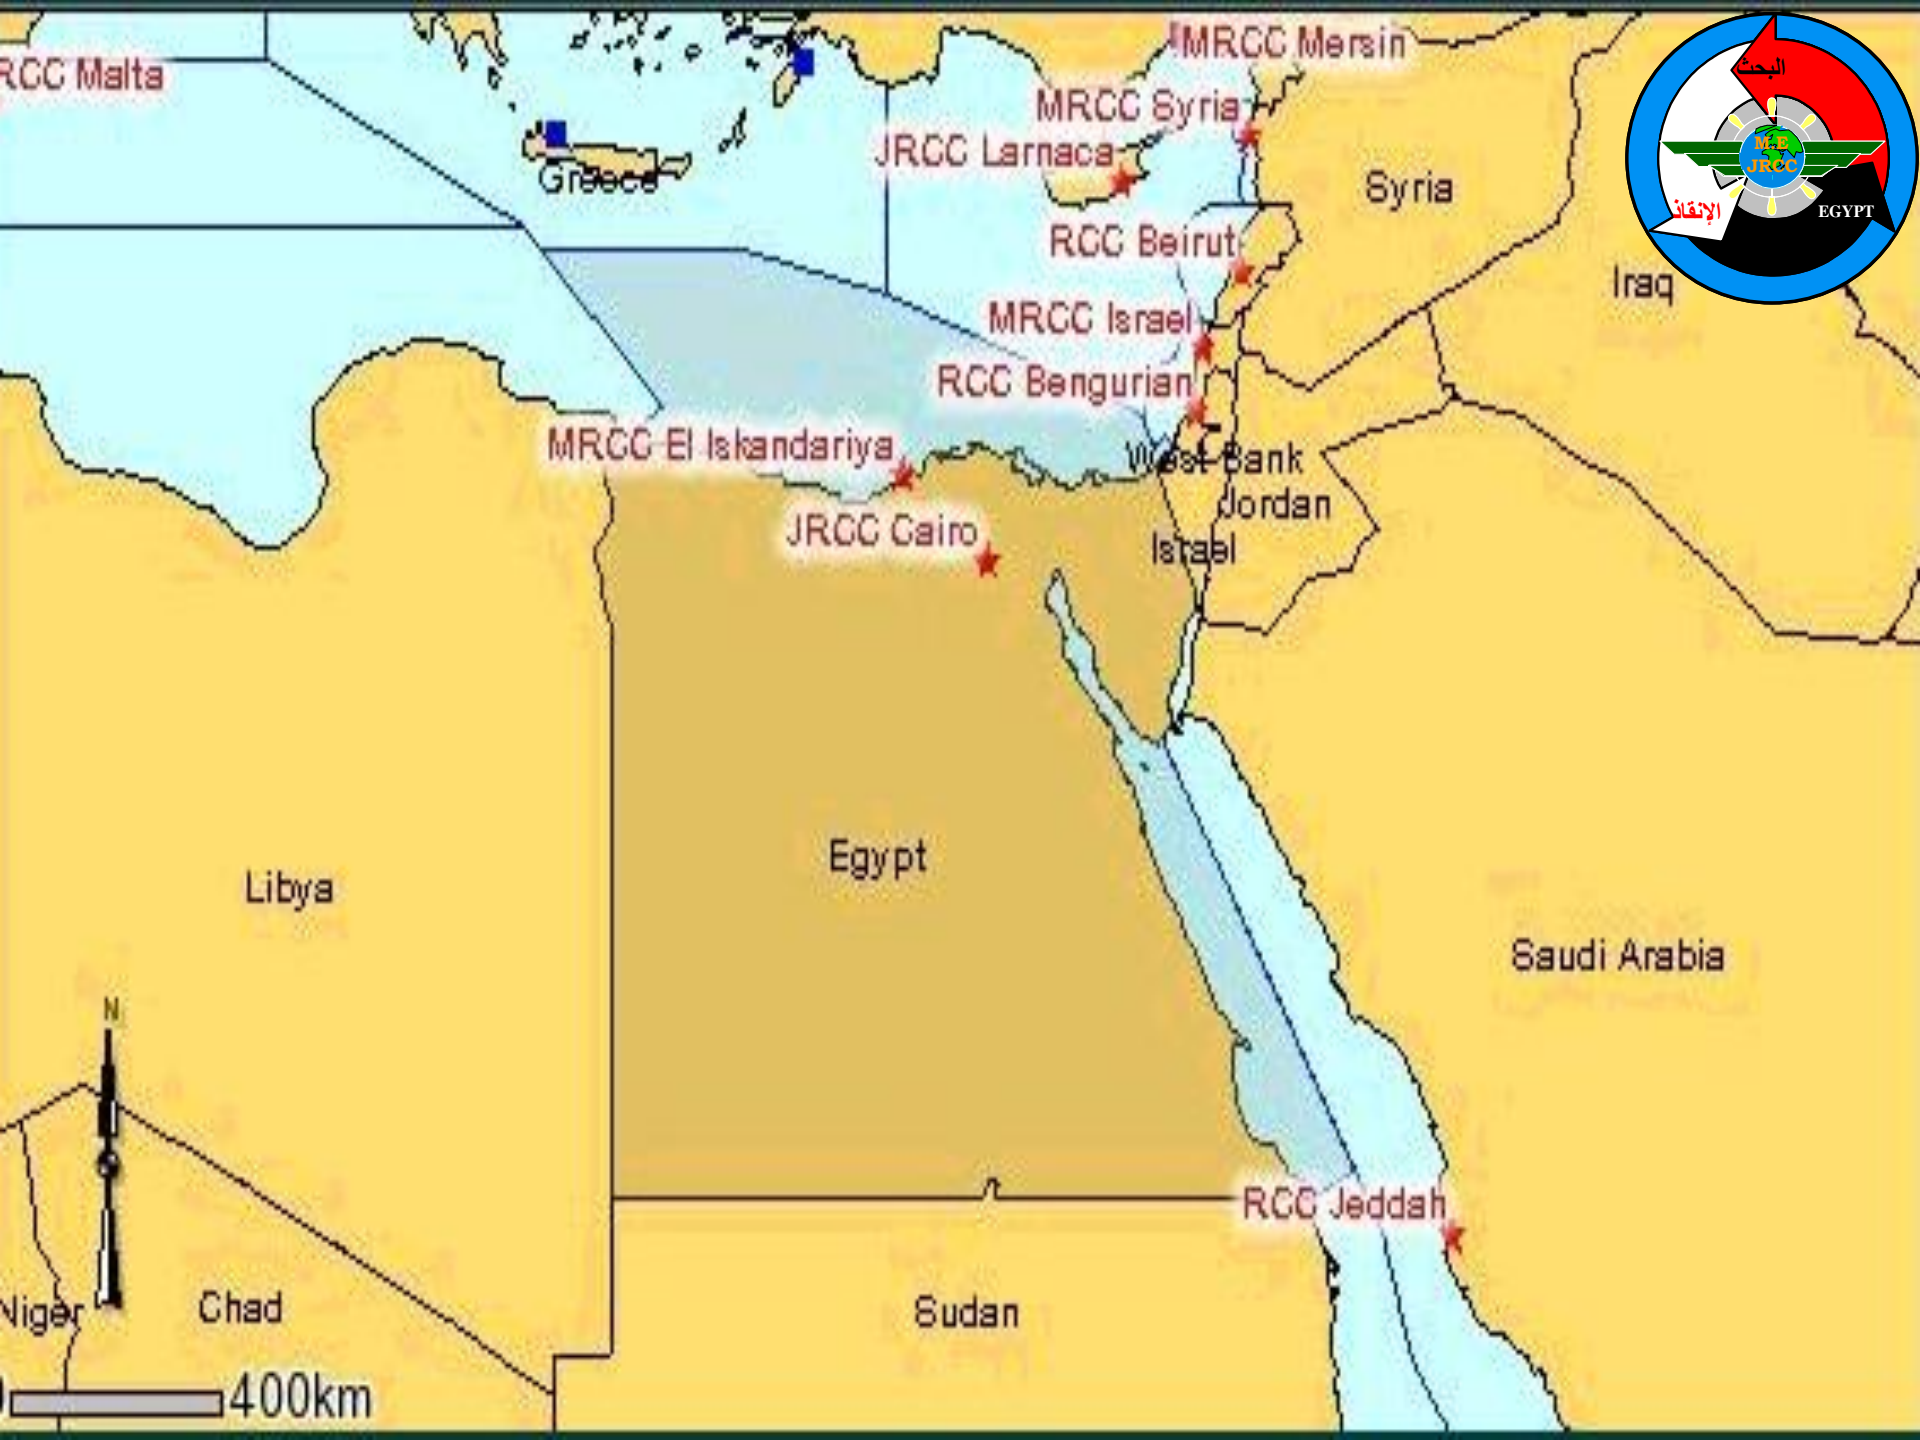 MRCC Mersin
RCC Malta
البحث
MRCC Syria
JRCC Larnaca
M.E
JRCC
Greece
Syria
الإنقاذ
EGYPT
RCC Beirut
Iraq
MRCC Israel
RCC Bengurian
MRCC El Iskandariya
West Bank
Jordan
JRCC Cairo
Israel
Egypt
Libya
Saudi Arabia
N
RCC Jeddah
Niger
Chad
Sudan
400km